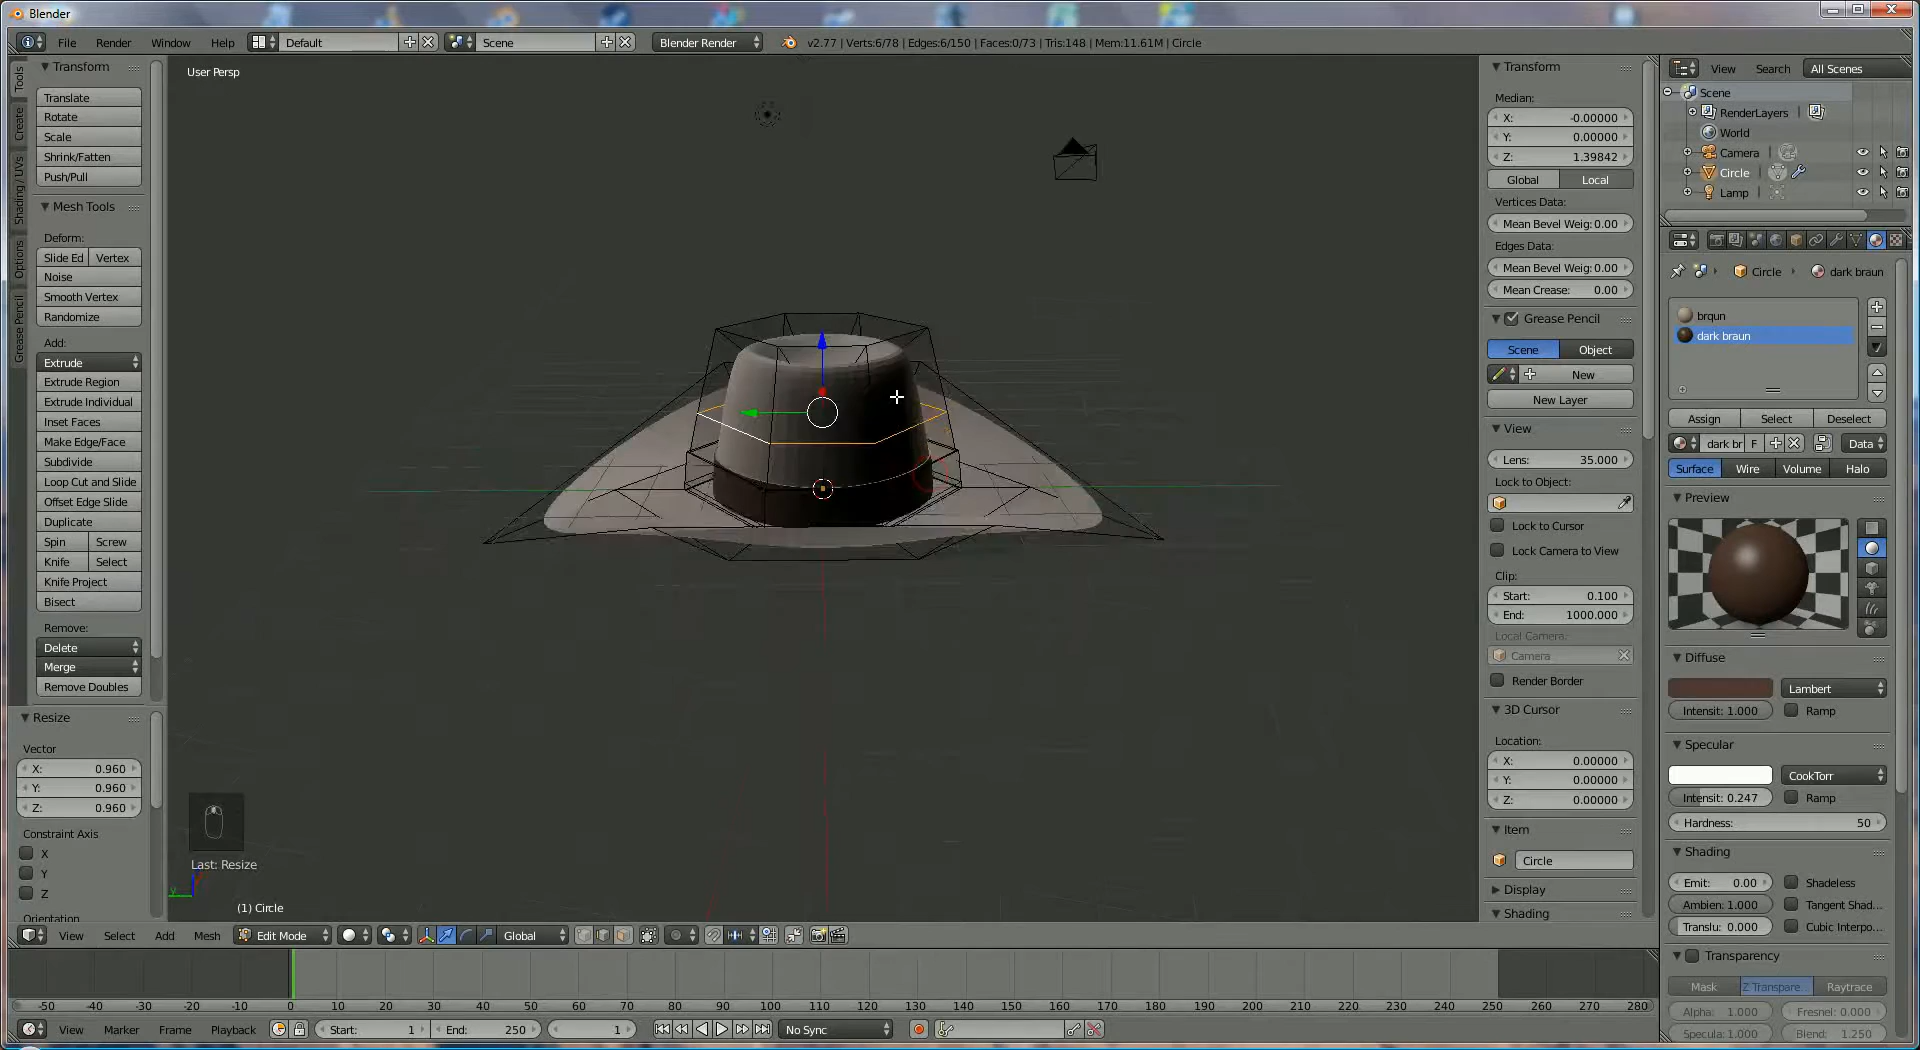 Blender
File Render Window Help Default Scene Blender Render v2.77 | Verts:6/78 | Edges:6/150 | Faces:0/73 | Tris:148 | Mem:11.61M | Circle
Tools
Create
Shading / UVs
Options
Grease Pencil
Transform
Translate
Rotate
Scale
Shrink/Fatten
Push/Pull
Mesh Tools
Deform:
Slide Ed Vertex
Noise
Smooth Vertex
Randomize
Add:
Extrude
Extrude Region
Extrude Individual
Inset Faces
Make Edge/Face
Subdivide
Loop Cut and Slide
Offset Edge Slide
Duplicate
Spin Screw
Knife Select
Knife Project
Bisect
Remove:
Delete
Merge
Remove Doubles
Resize
Vector
X: 0.960
Y: 0.960
Z: 0.960
Constraint Axis
X
Y
Z
Orientation
User Persp
Last: Resize
(1) Circle
Transform
Median:
X: -0.00000
Y: 0.00000
Z: 1.39842
Global Local
Vertices Data:
Mean Bevel Weig: 0.00
Edges Data:
Mean Bevel Weig: 0.00
Mean Crease: 0.00
Grease Pencil
Scene Object
New
New Layer
View
Lens: 35.000
Lock to Object:
Lock to Cursor
Lock Camera to View
Clip:
Start: 0.100
End: 1000.000
Local Camera:
Camera
Render Border
3D Cursor
Location:
X: 0.00000
Y: 0.00000
Z: 0.00000
Item
Circle
Display
Shading
View Search All Scenes
Scene
RenderLayers
World
Camera
Circle
Lamp
Circle dark braun
brqun
dark braun
Assign Select Deselect
dark br F Data
Surface Wire Volume Halo
Preview
Diffuse
Lambert
Intensit: 1.000 Ramp
Specular
CookTorr
Intensit: 0.247 Ramp
Hardness: 50
Shading
Emit: 0.00 Shadeless
Ambien: 1.000 Tangent Shad...
Translu: 0.000 Cubic Interpo...
Transparency
Mask Z Transpare... Raytrace
Alpha: 1.000 Fresnel: 0.000
Specula: 1.000 Blend: 1.250
View Select Add Mesh Edit Mode Global
-50 -40 -30 -20 -10 0 10 20 30 40 50 60 70 80 90 100 110 120 130 140 150 160 170 180 190 200 210 220 230 240 250 260 270 280
View Marker Frame Playback Start: 1 End: 250 1 No Sync